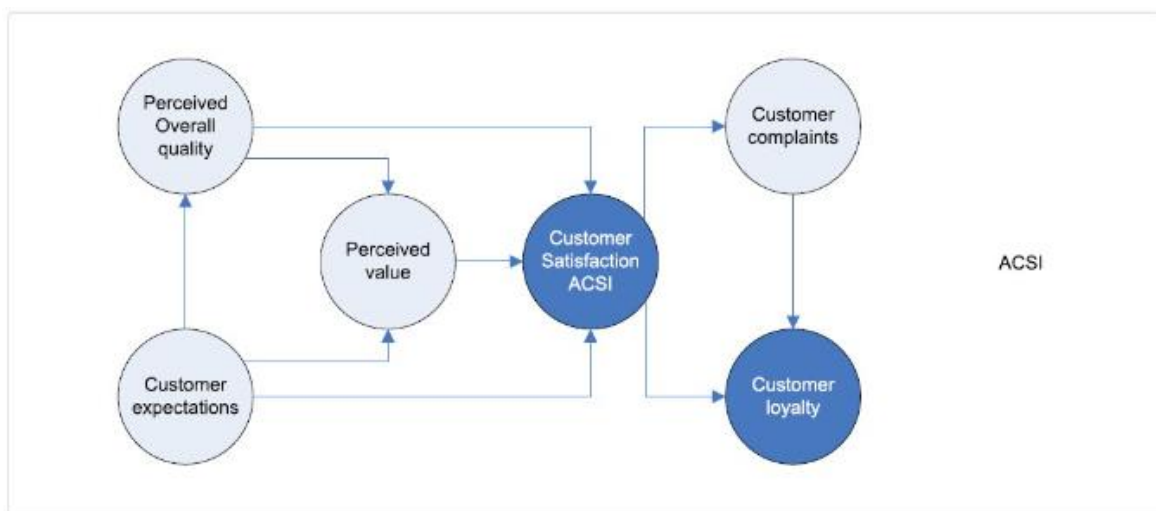 Perceived
Overall
quality
Customer
complaints
Perceived
value
Customer
Satisfaction
ACSI
ACSI
Customer
expectations
Customer
loyalty